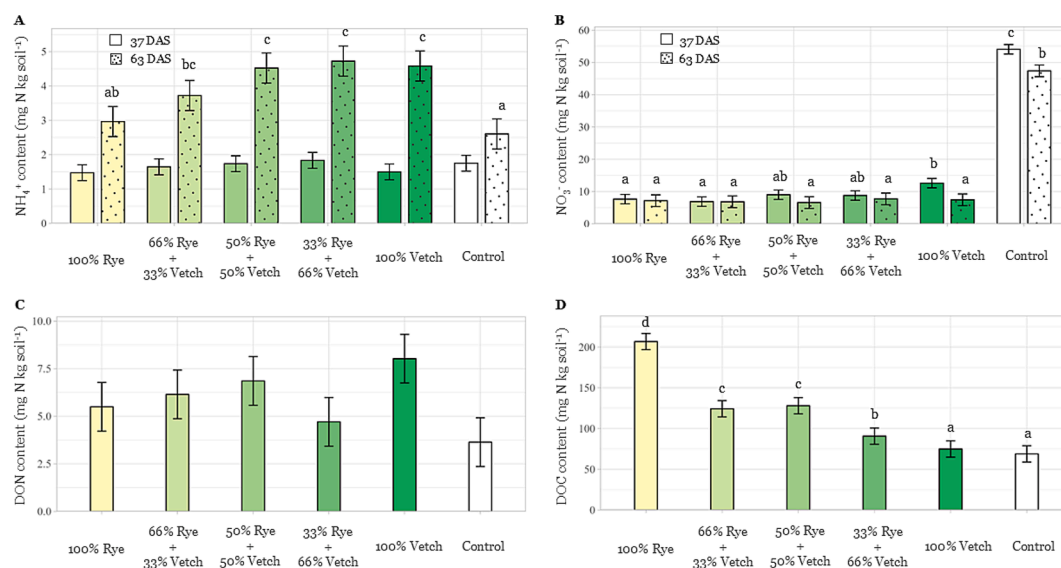 A
NH₄⁺ content (mg N kg soil⁻¹)
5
4
3
2
1
0
37 DAS
63 DAS
ab
bc
c
c
c
a
100% Rye
66% Rye
+
33% Vetch
50% Rye
+
50% Vetch
33% Rye
+
66% Vetch
100% Vetch
Control
B
NO₃⁻ content (mg N kg soil⁻¹)
60
50
40
30
20
10
0
37 DAS
63 DAS
a a a a ab a ab a b a c b
100% Rye
66% Rye
+
33% Vetch
50% Rye
+
50% Vetch
33% Rye
+
66% Vetch
100% Vetch
Control
C
DON content (mg N kg soil⁻¹)
10.0
7.5
5.0
2.5
0.0
100% Rye
66% Rye
+
33% Vetch
50% Rye
+
50% Vetch
33% Rye
+
66% Vetch
100% Vetch
Control
D
DOC content (mg N kg soil⁻¹)
200
150
100
50
0
d
c
c
b
a
a
100% Rye
66% Rye
+
33% Vetch
50% Rye
+
50% Vetch
33% Rye
+
66% Vetch
100% Vetch
Control